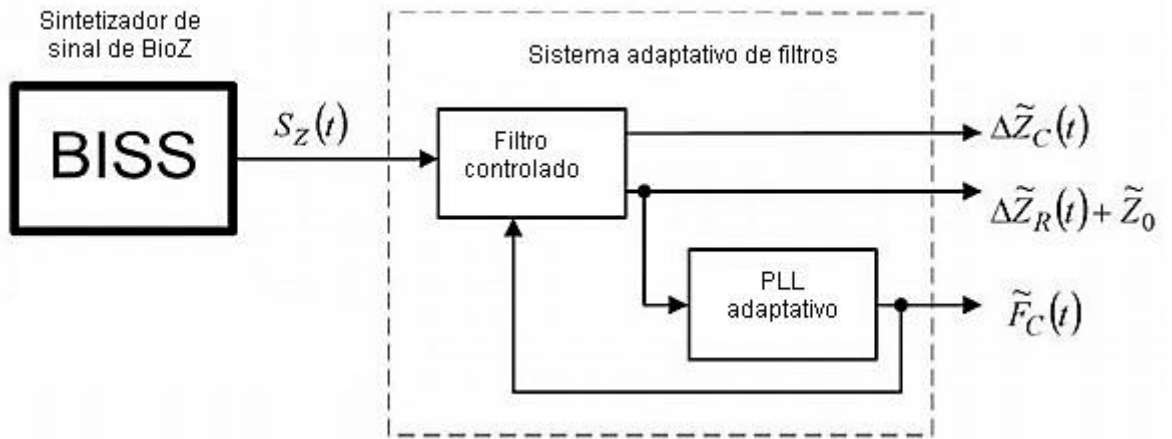 Sintetizador de
sinal de BioZ
BISS
S_Z(t)
Sistema adaptativo de filtros
Filtro
controlado
ΔZ̃_C(t)
ΔZ̃_R(t) + Z̃_0
PLL
adaptativo
F̃_C(t)